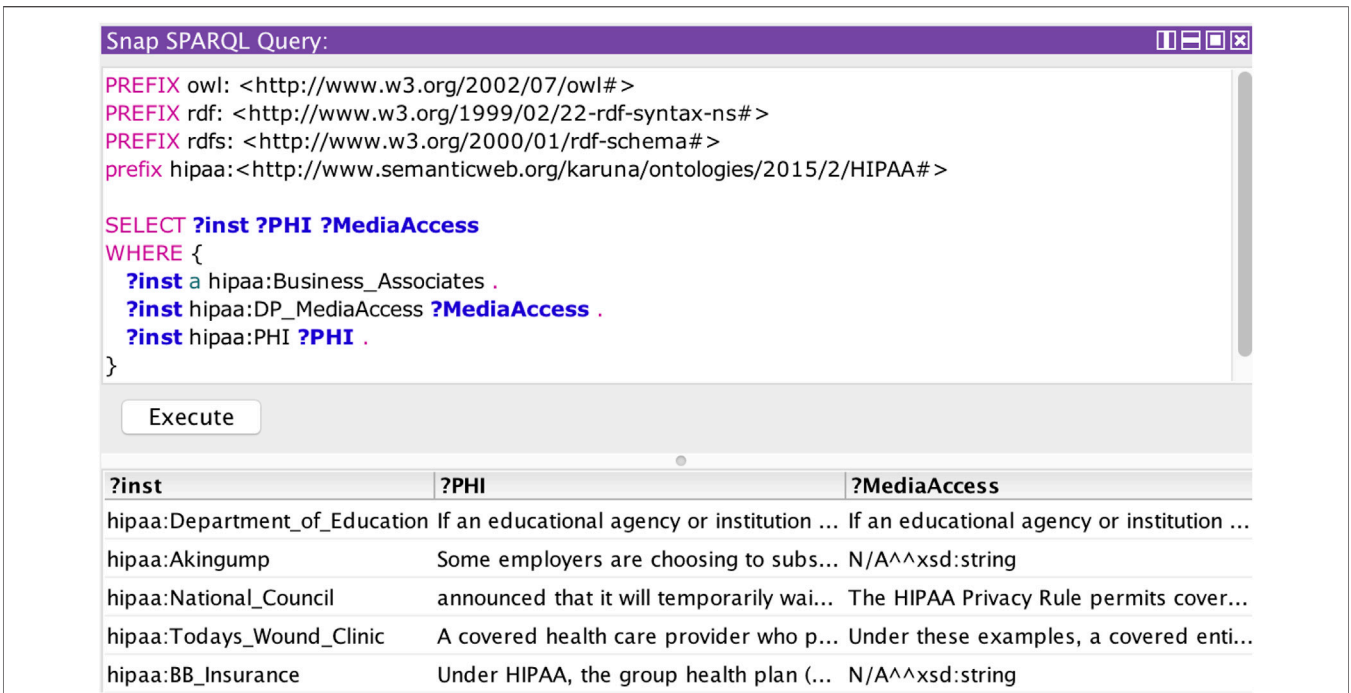 Snap SPARQL Query:
PREFIX owl: <http://www.w3.org/2002/07/owl#>
PREFIX rdf: <http://www.w3.org/1999/02/22-rdf-syntax-ns#>
PREFIX rdfs: <http://www.w3.org/2000/01/rdf-schema#>
prefix hipaa:<http://www.semanticweb.org/karuna/ontologies/2015/2/HIPAA#>
SELECT ?inst ?PHI ?MediaAccess
WHERE {
?inst a hipaa:Business_Associates .
?inst hipaa:DP_MediaAccess ?MediaAccess .
?inst hipaa:PHI ?PHI .
}
Execute
?inst ?PHI ?MediaAccess
hipaa:Department_of_Education If an educational agency or institution ... If an educational agency or institution ...
hipaa:Akingump Some employers are choosing to subs... N/A^^xsd:string
hipaa:National_Council announced that it will temporarily wai... The HIPAA Privacy Rule permits cover...
hipaa:Todays_Wound_Clinic A covered health care provider who p... Under these examples, a covered enti...
hipaa:BB_Insurance Under HIPAA, the group health plan (... N/A^^xsd:string